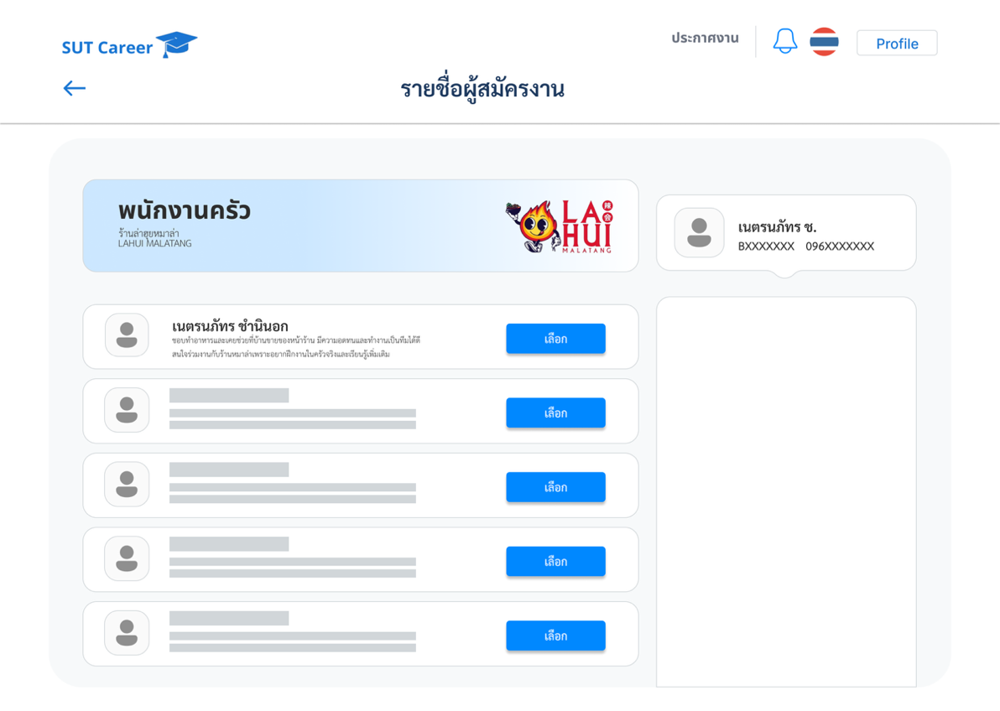 SUT Career
ประกาศงาน
Profile
รายชื่อผู้สมัครงาน
พนักงานครัว
ร้านล่าฮุยหมาล่า
LAHUI MALATANG
LA
辣
会
HUI
MALATANG
เนตรนภัทร ช.
BXXXXXXX 096XXXXXXX
เนตรนภัทร ชำนินอก
ชอบทำอาหารและเคยช่วยที่บ้านขายของหน้าร้าน มีความอดทนและทำงานเป็นทีมได้ดี
สนใจร่วมงานกับร้านหมาล่าเพราะอยากฝึกงานในครัวจริงและเรียนรู้เพิ่มเติม
เลือก
เลือก
เลือก
เลือก
เลือก